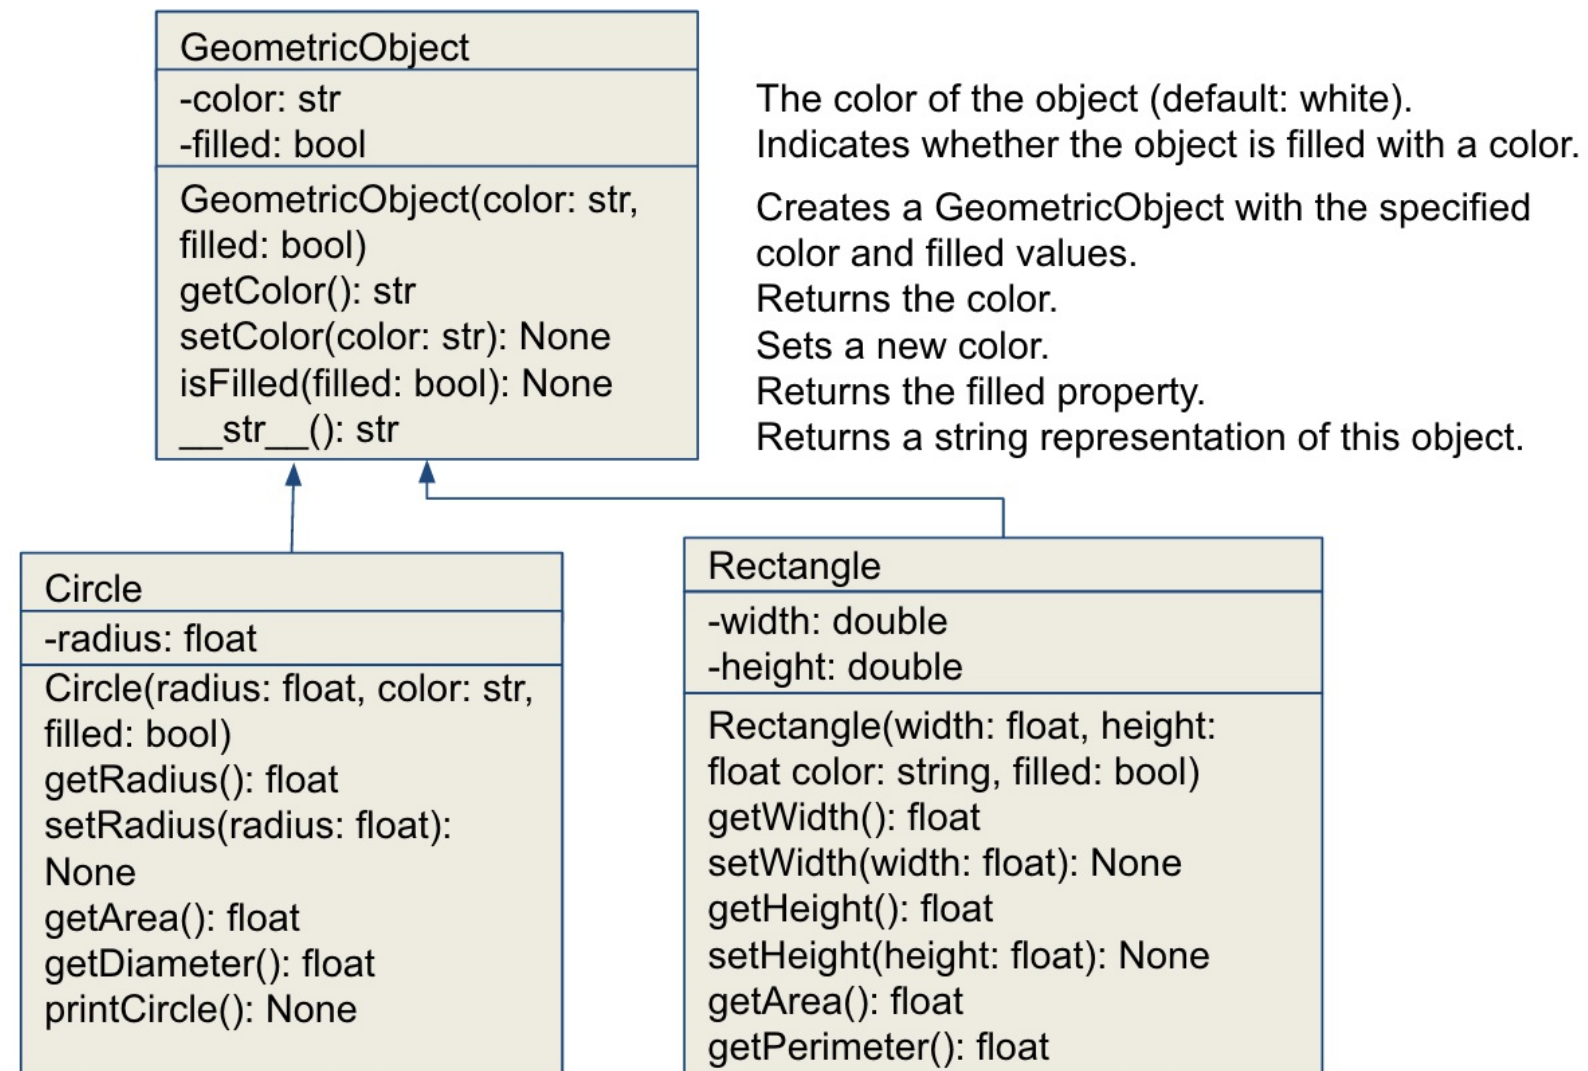 GeometricObject
-color: str
-filled: bool
GeometricObject(color: str,
filled: bool)
getColor(): str
setColor(color: str): None
isFilled(filled: bool): None
__str__(): str
The color of the object (default: white).
Indicates whether the object is filled with a color.
Creates a GeometricObject with the specified
color and filled values.
Returns the color.
Sets a new color.
Returns the filled property.
Returns a string representation of this object.
Circle
-radius: float
Circle(radius: float, color: str,
filled: bool)
getRadius(): float
setRadius(radius: float):
None
getArea(): float
getDiameter(): float
printCircle(): None
Rectangle
-width: double
-height: double
Rectangle(width: float, height:
float color: string, filled: bool)
getWidth(): float
setWidth(width: float): None
getHeight(): float
setHeight(height: float): None
getArea(): float
getPerimeter(): float